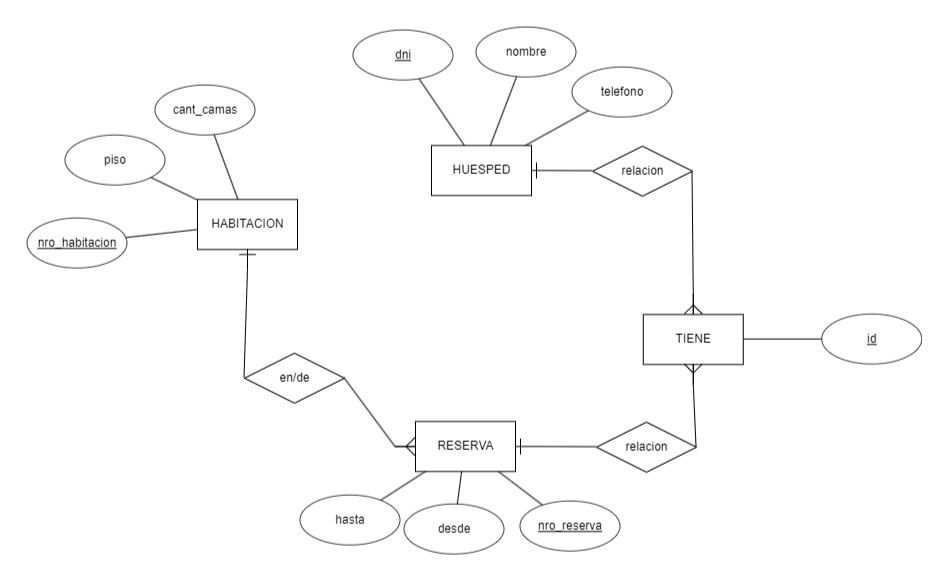 dni
nombre
telefono
cant_camas
piso
HUESPED
relacion
HABITACION
nro_habitacion
TIENE
id
en/de
RESERVA
relacion
hasta
desde
nro_reserva